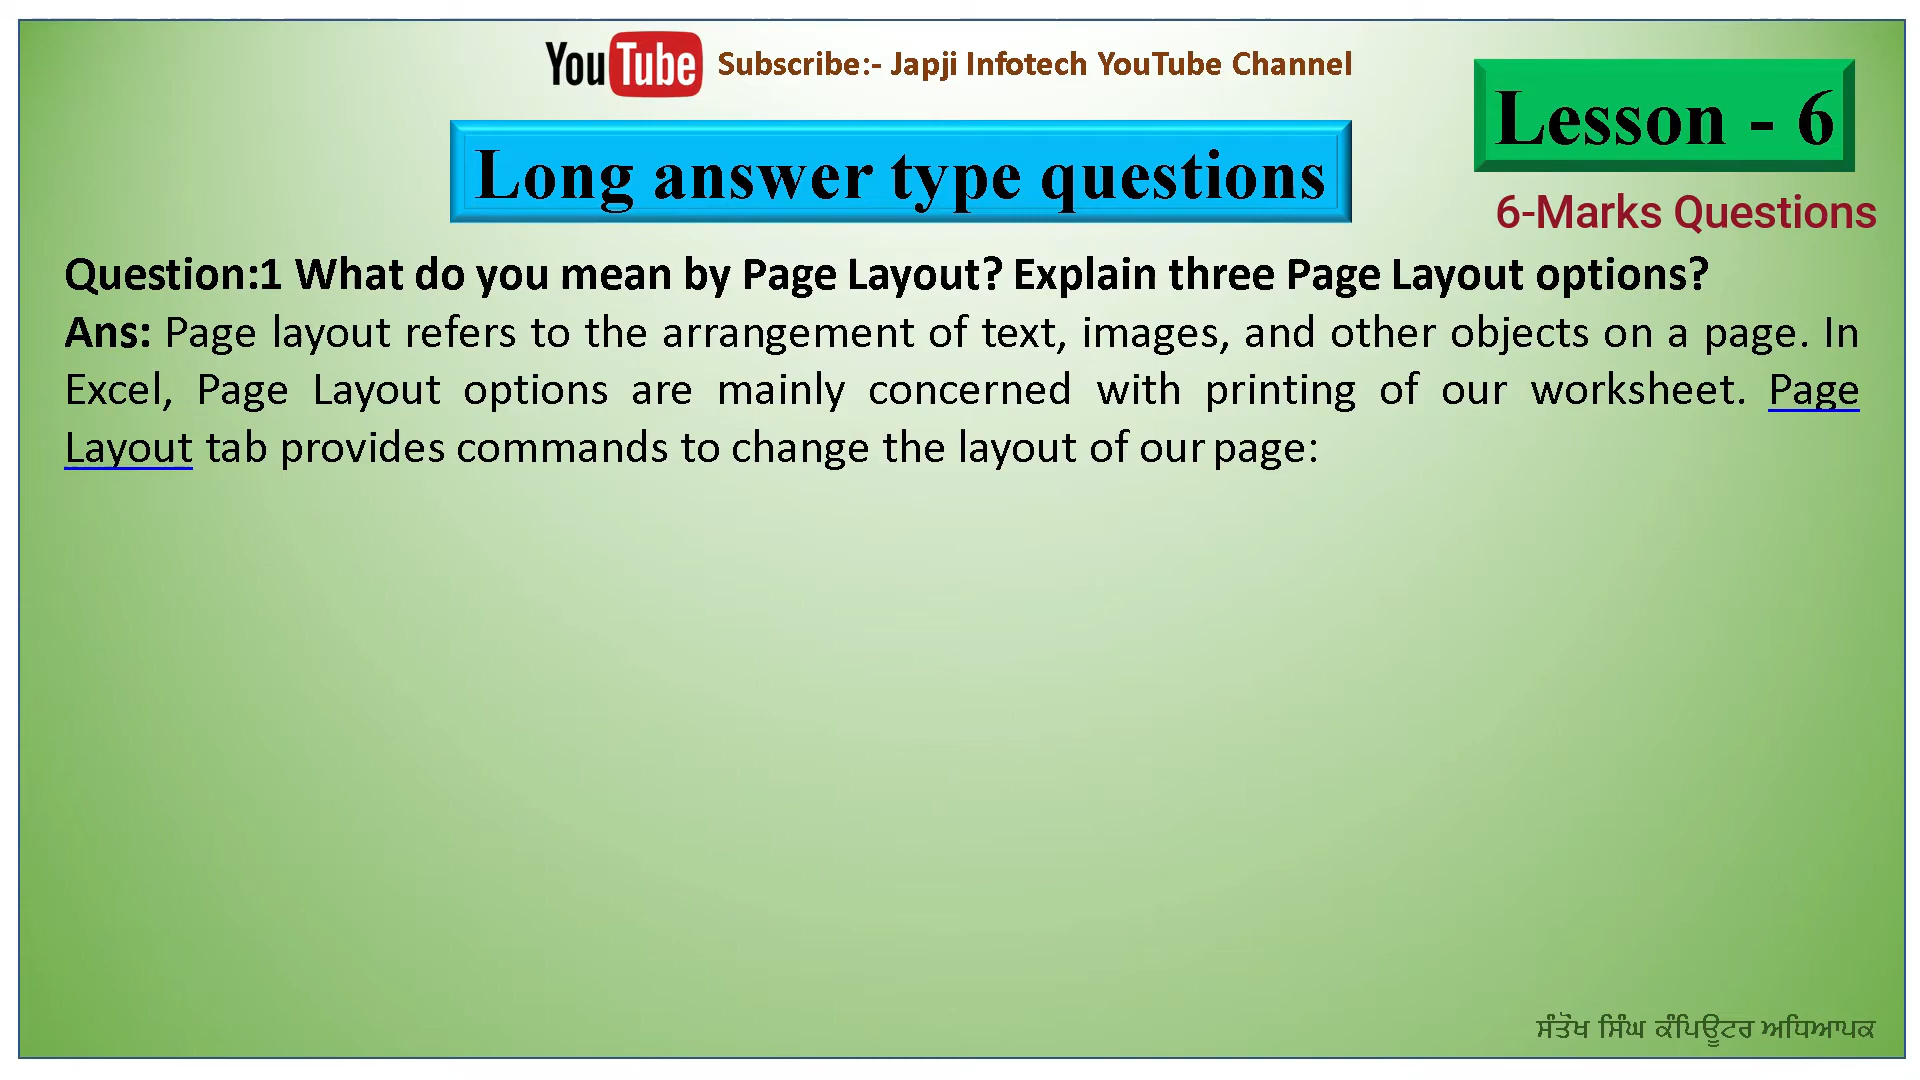 YouTube Subscribe:- Japji Infotech YouTube Channel
Lesson - 6
Long answer type questions
6-Marks Questions
Question:1 What do you mean by Page Layout? Explain three Page Layout options?
Ans: Page layout refers to the arrangement of text, images, and other objects on a page. In
Excel, Page Layout options are mainly concerned with printing of our worksheet. Page
Layout tab provides commands to change the layout of our page:
ਸੰਤੋਖ ਸਿੰਘ ਕੰਪਿਊਟਰ ਅਧਿਆਪਕ